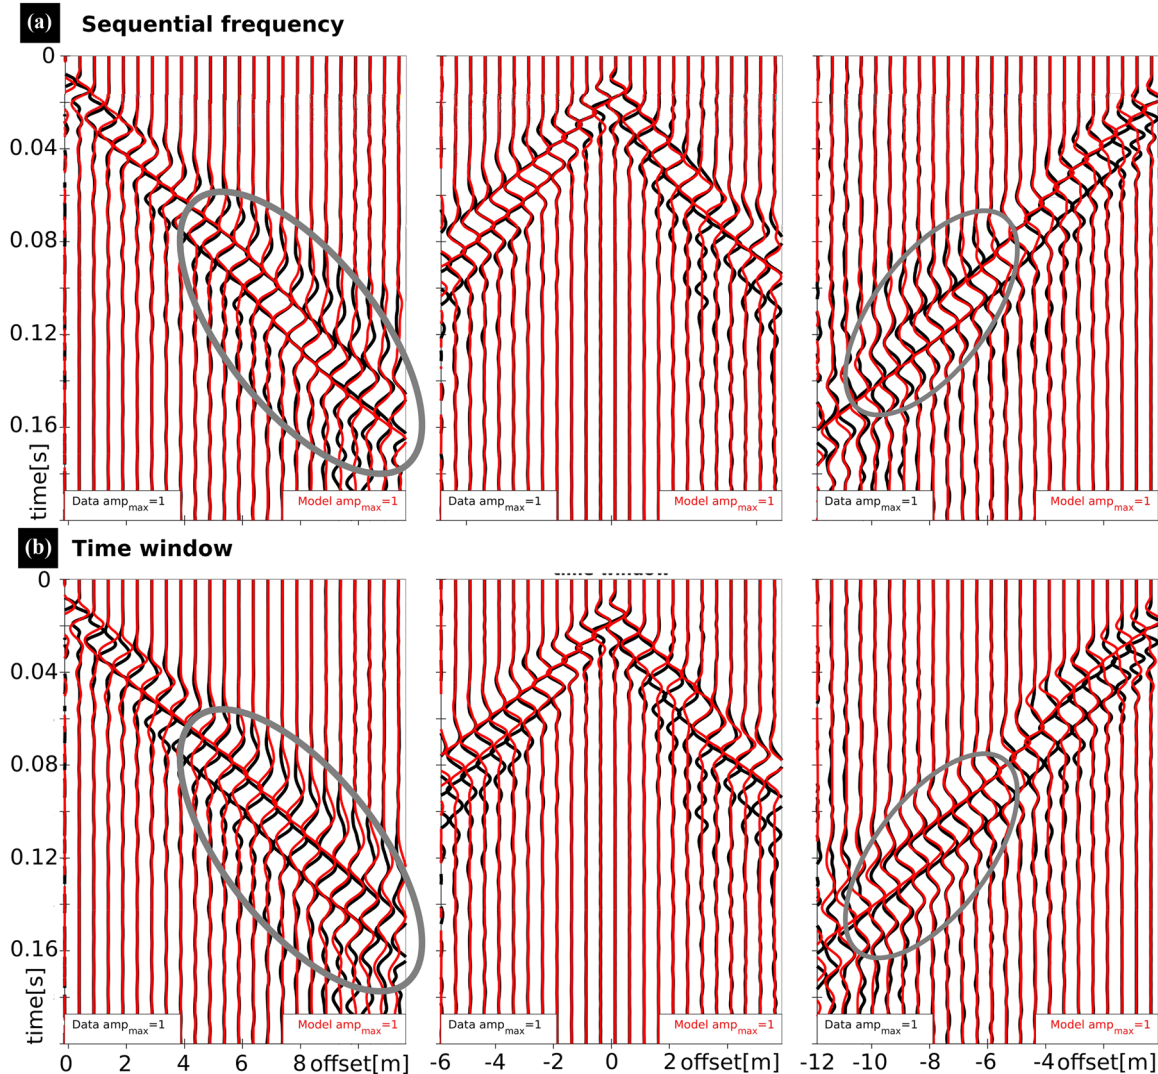 (a) Sequential frequency
0
0.04
0.08
0.12
0.16
time[s]
Data amp max=1 Model amp max=1 Data amp max=1 Model amp max=1 Data amp max=1 Model amp max=1
(b) Time window
0
0.04
0.08
0.12
0.16
time[s]
Data amp max=1 Model amp max=1 Data amp max=1 Model amp max=1 Data amp max=1 Model amp max=1
0 2 4 6 8 offset[m] -6 -4 -2 0 2 offset[m] -12 -10 -8 -6 -4 offset[m]